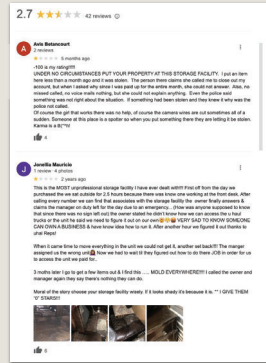 2.7 ★★★★★ 42 reviews
A
Avis Betancourt
2 reviews
★★★★★ 5 months ago
-100 is my rating!!!!!
UNDER NO CIRCUMSTANCES PUT YOUR PROPERTY AT THIS STORAGE FACILITY. I put an item
here less than a month ago and it was stolen. The person there claims she called me to close out my
account, but when I asked why since I was paid up for the entire month, she could not answer. Also, no
missed called, no voice mails nothing, but she could not explain anything. Even the police said
something was not right about the situation. If something had been stolen and they knew it why was the
police not called.
Of course the girl that works there was no help, of course the camera wires are cut sometimes all of a
sudden. Someone at this place is a spotter so when you put something there they are letting it be stolen.
Karma is a B(**h!
4
J
Joneilla Mauricio
1 review · 4 photos
★★★★★ 2 years ago
This is the MOST unprofessional storage facility I have ever dealt with!!! First off from the day we
purchased the we sat outside for 2.5 hours because there was know one working at the front desk. After
calling every number we can find that associates with the storage facility the owner finally answers &
claims the manager on duty left for the day due to an emergency... (How was anyone supposed to know
that since there was no sign left out) the owner stated he didn't know how we can access the u haul
trucks or the unit he said we need to figure it out on our own VERY SAD TO KNOW SOMEONE
CAN OWN A BUSINESS & have know idea how to run it. After another hour we figured it out thanks to
uhal Reps!
When it came time to move everything in the unit we could not get it, another set back!!! The manger
assigned us the wrong unit Now we had to wait til they figured out how to do there JOB in order for us
to access the unit we paid for..
3 moths later I go to get a few items out & I find this ..... MOLD EVERYWHERE!!!! I called the owner and
manager again they say there's nothing they can do.
Moral of the story choose your storage facility wisely. If it looks shady it's because it is. "" I GIVE THEM
"0" STARS!!!
8